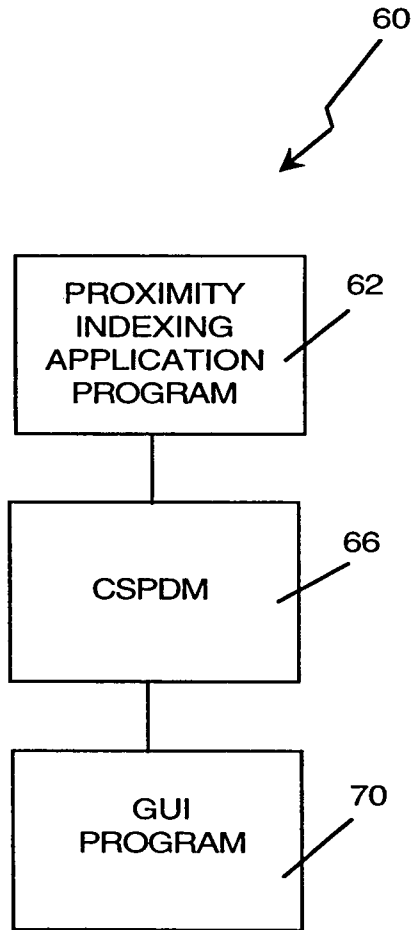 60
PROXIMITY
INDEXING
APPLICATION
PROGRAM
62
CSPDM
66
GUI
PROGRAM
70